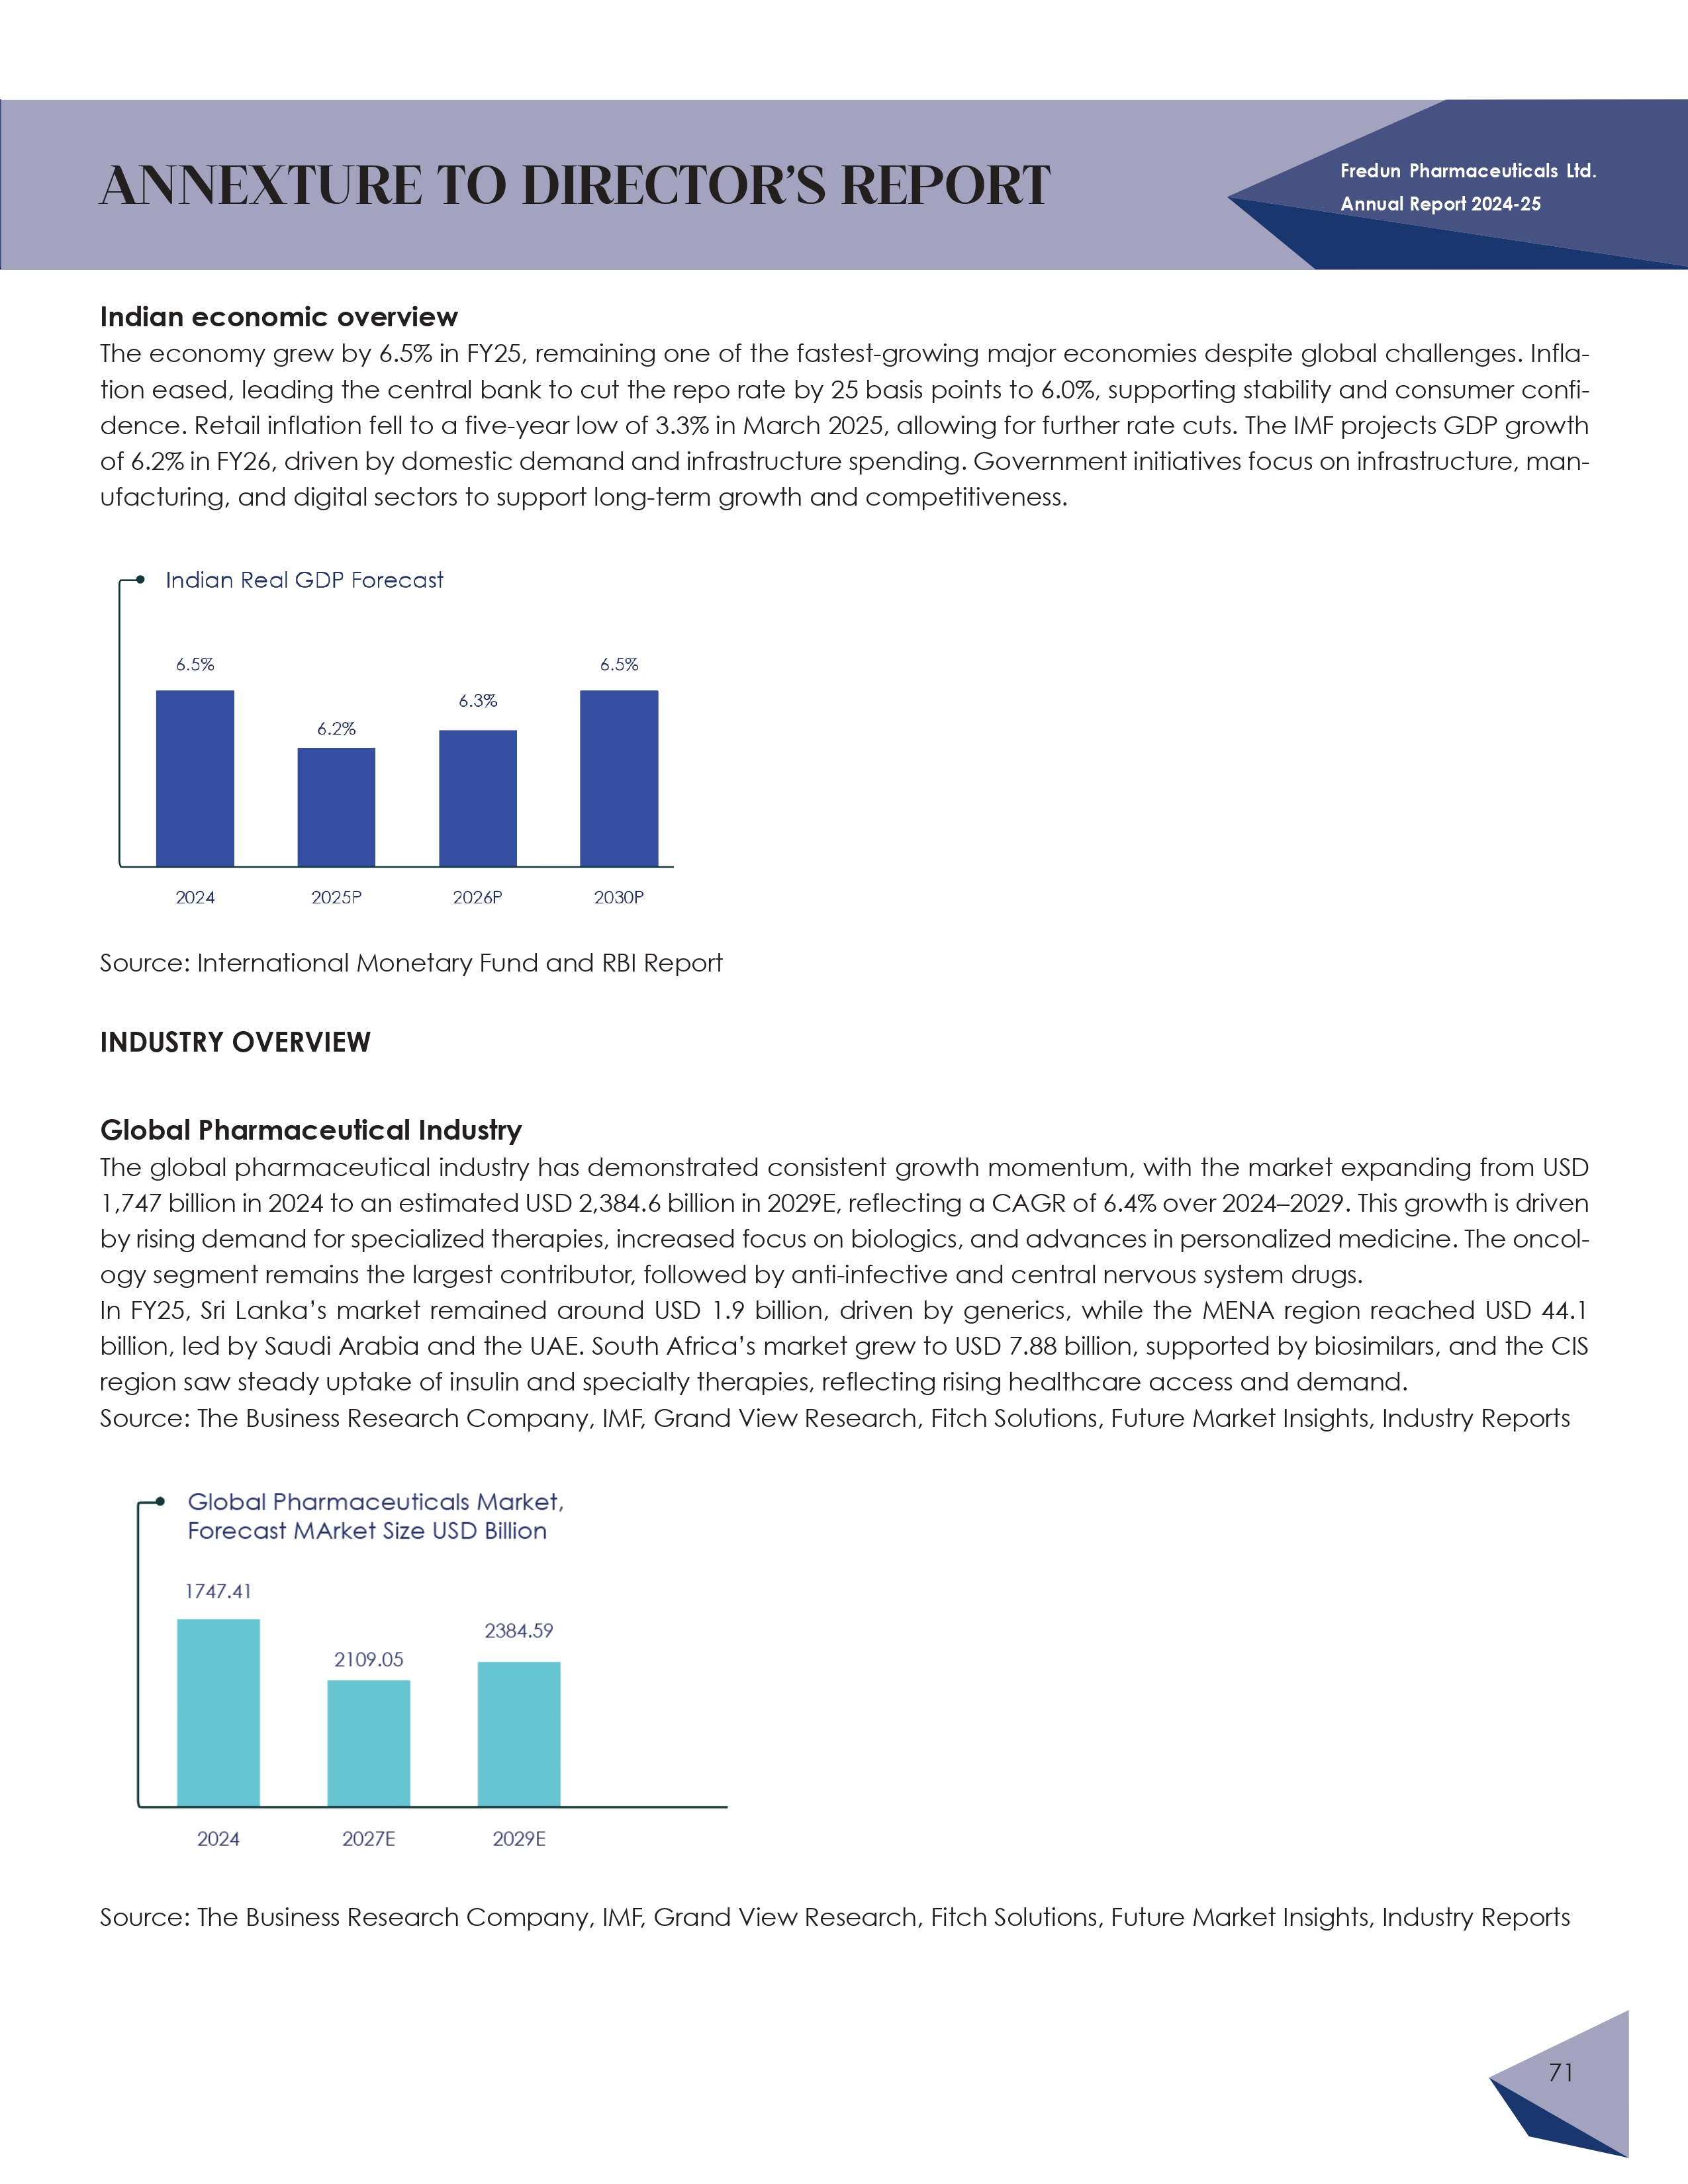 ANNEXTURE TO DIRECTOR'S REPORT
Fredun Pharmaceuticals Ltd.
Annual Report 2024-25
Indian economic overview
The economy grew by 6.5% in FY25, remaining one of the fastest-growing major economies despite global challenges. Infla-
tion eased, leading the central bank to cut the repo rate by 25 basis points to 6.0%, supporting stability and consumer confi-
dence. Retail inflation fell to a five-year low of 3.3% in March 2025, allowing for further rate cuts. The IMF projects GDP growth
of 6.2% in FY26, driven by domestic demand and infrastructure spending. Government initiatives focus on infrastructure, man-
ufacturing, and digital sectors to support long-term growth and competitiveness.
Indian Real GDP Forecast
6.5%
6.2%
6.3%
6.5%
2024
2025P
2026P
2030P
Source: International Monetary Fund and RBI Report
INDUSTRY OVERVIEW
Global Pharmaceutical Industry
The global pharmaceutical industry has demonstrated consistent growth momentum, with the market expanding from USD
1,747 billion in 2024 to an estimated USD 2,384.6 billion in 2029E, reflecting a CAGR of 6.4% over 2024–2029. This growth is driven
by rising demand for specialized therapies, increased focus on biologics, and advances in personalized medicine. The oncol-
ogy segment remains the largest contributor, followed by anti-infective and central nervous system drugs.
In FY25, Sri Lanka's market remained around USD 1.9 billion, driven by generics, while the MENA region reached USD 44.1
billion, led by Saudi Arabia and the UAE. South Africa's market grew to USD 7.88 billion, supported by biosimilars, and the CIS
region saw steady uptake of insulin and specialty therapies, reflecting rising healthcare access and demand.
Source: The Business Research Company, IMF, Grand View Research, Fitch Solutions, Future Market Insights, Industry Reports
Global Pharmaceuticals Market,
Forecast MArket Size USD Billion
1747.41
2109.05
2384.59
2024
2027E
2029E
Source: The Business Research Company, IMF, Grand View Research, Fitch Solutions, Future Market Insights, Industry Reports
71